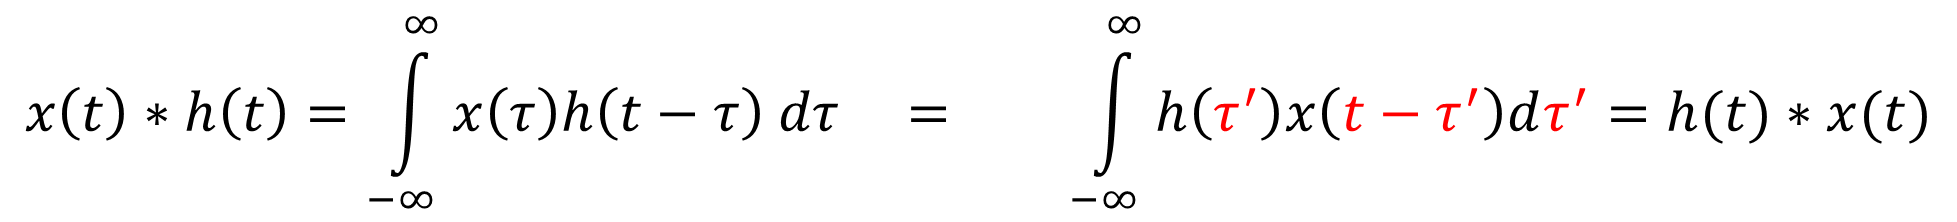 x(t) ∗ h(t) = ∫_{−∞}^{∞} x(τ)h(t − τ) dτ = ∫_{−∞}^{∞} h(τ′)x(t − τ′)dτ′ = h(t) ∗ x(t)